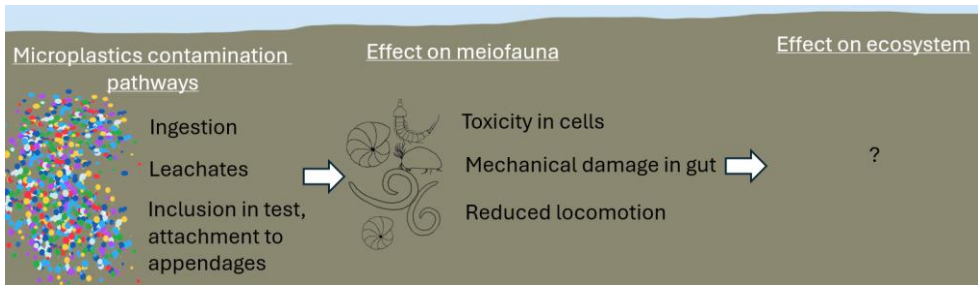 Microplastics contamination
pathways
Ingestion
Leachates
Inclusion in test,
attachment to
appendages
Effect on meiofauna
Toxicity in cells
Mechanical damage in gut
Reduced locomotion
Effect on ecosystem
?